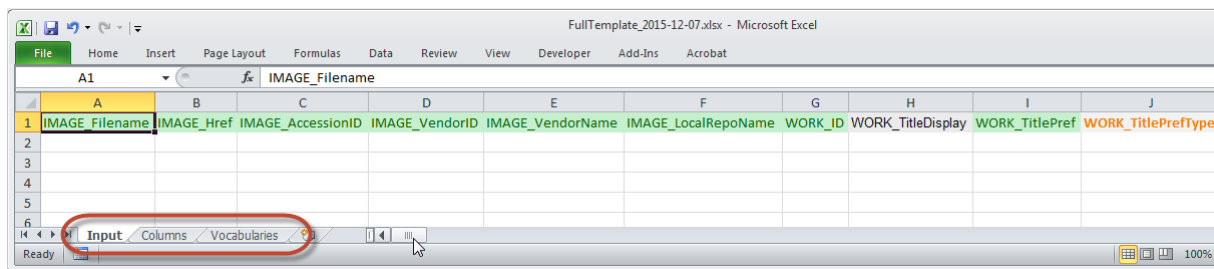 FullTemplate_2015-12-07.xlsx - Microsoft Excel
File Home Insert Page Layout Formulas Data Review View Developer Add-Ins Acrobat
A1 fx IMAGE_Filename
A B C D E F G H I J
1 IMAGE_Filename IMAGE_Href IMAGE_AccessionID IMAGE_VendorID IMAGE_VendorName IMAGE_LocalRepoName WORK_ID WORK_TitleDisplay WORK_TitlePref WORK_TitlePrefType
2
3
4
5
6
Input Columns Vocabularies
Ready 100%